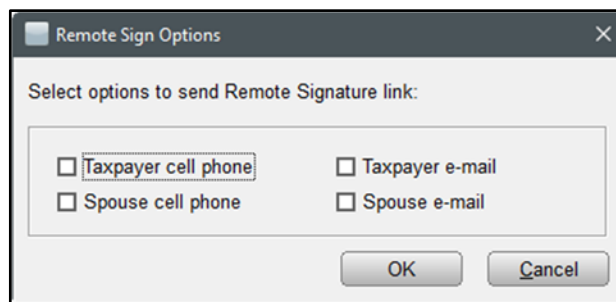 Remote Sign Options
Select options to send Remote Signature link:
Taxpayer cell phone
Taxpayer e-mail
Spouse cell phone
Spouse e-mail
OK
Cancel